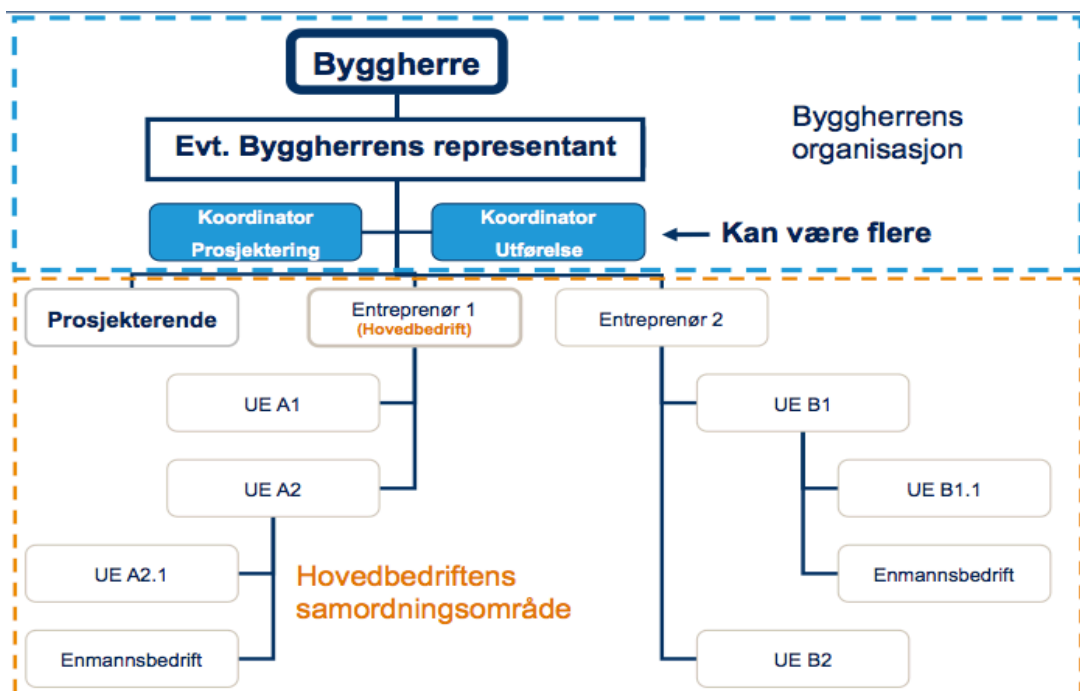 Byggherre
Byggherrens
organisasjon
Evt. Byggherrens representant
Koordinator
Prosjektering
Koordinator
Utførelse
Kan være flere
Prosjekterende
Entreprenør 1
(Hovedbedrift)
Entreprenør 2
UE A1
UE B1
UE A2
UE B1.1
UE A2.1
Hovedbedriftens
samordningsområde
Enmannsbedrift
Enmannsbedrift
UE B2